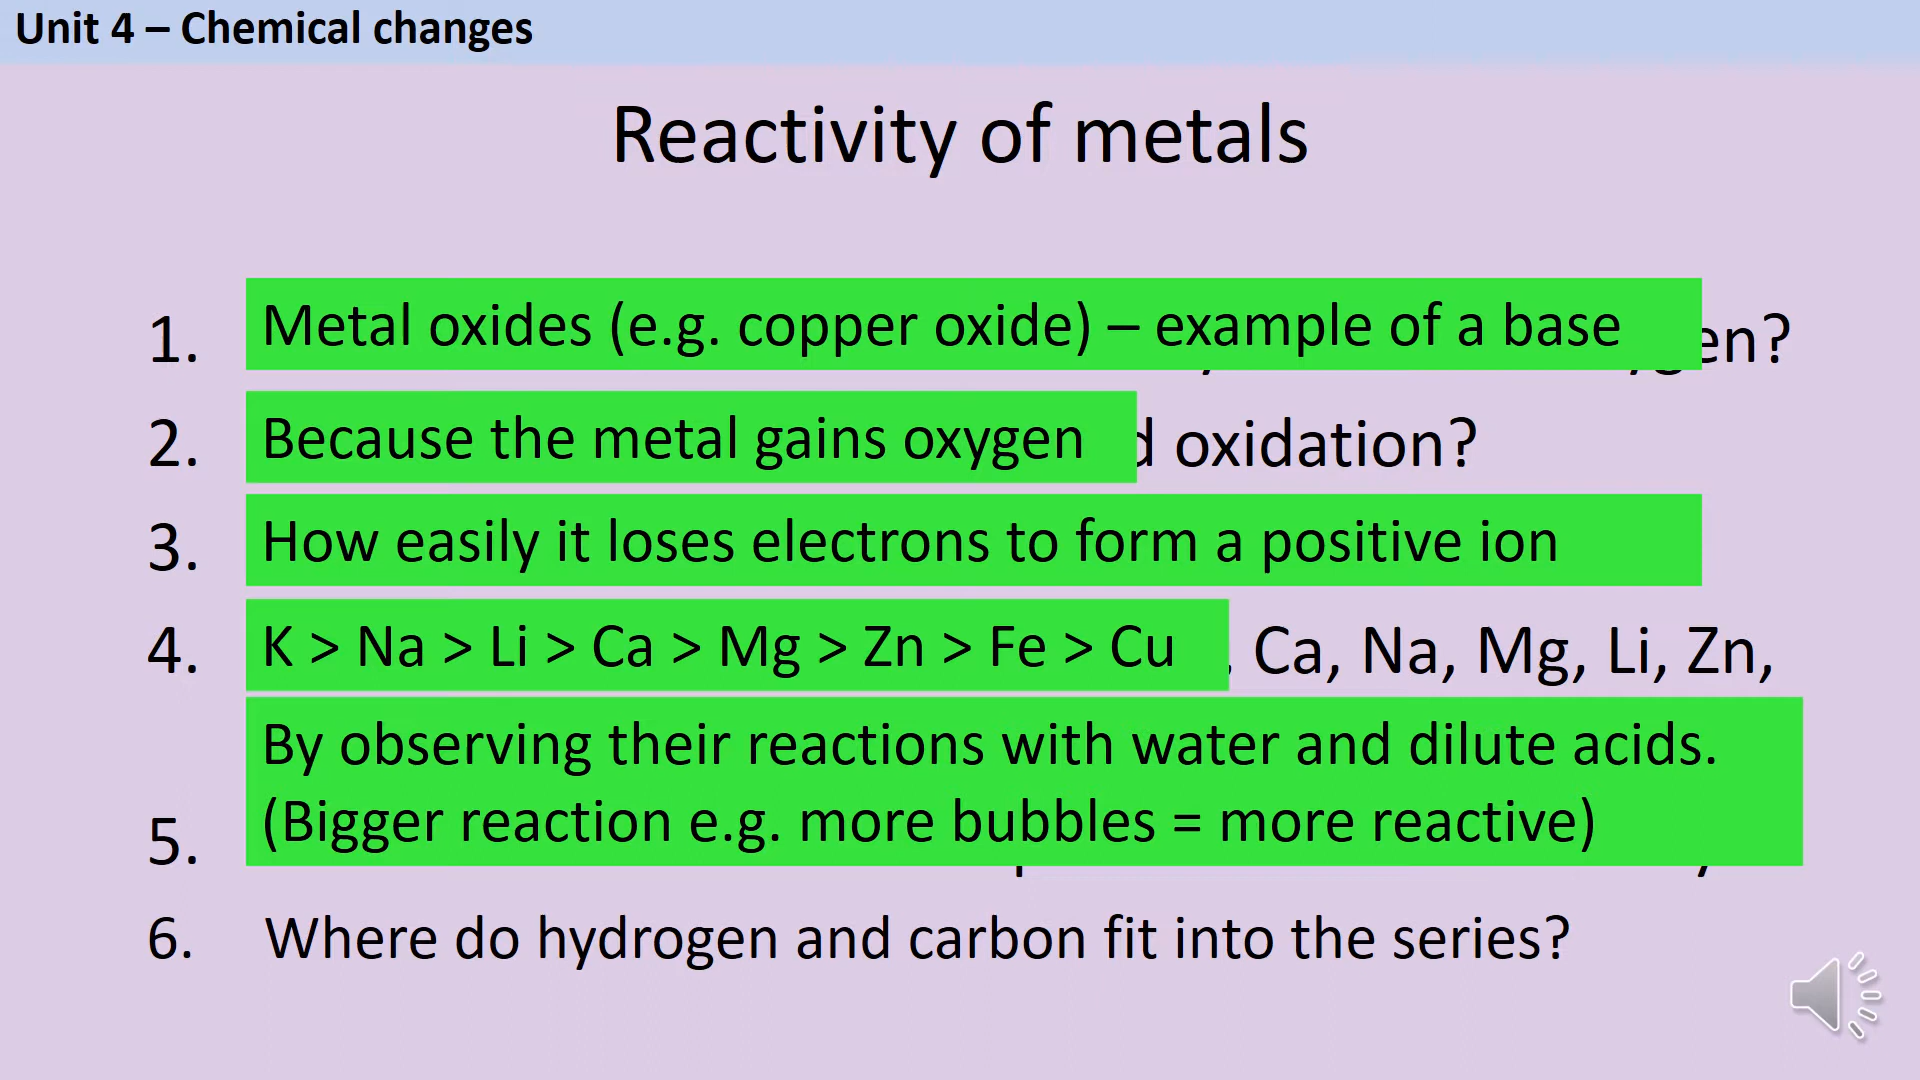 Unit 4 – Chemical changes
Reactivity of metals
1. Metal oxides (e.g. copper oxide) – example of a base en?
2. Because the metal gains oxygen d oxidation?
3. How easily it loses electrons to form a positive ion
4. K > Na > Li > Ca > Mg > Zn > Fe > Cu , Ca, Na, Mg, Li, Zn,
By observing their reactions with water and dilute acids.
5. (Bigger reaction e.g. more bubbles = more reactive)
6. Where do hydrogen and carbon fit into the series?